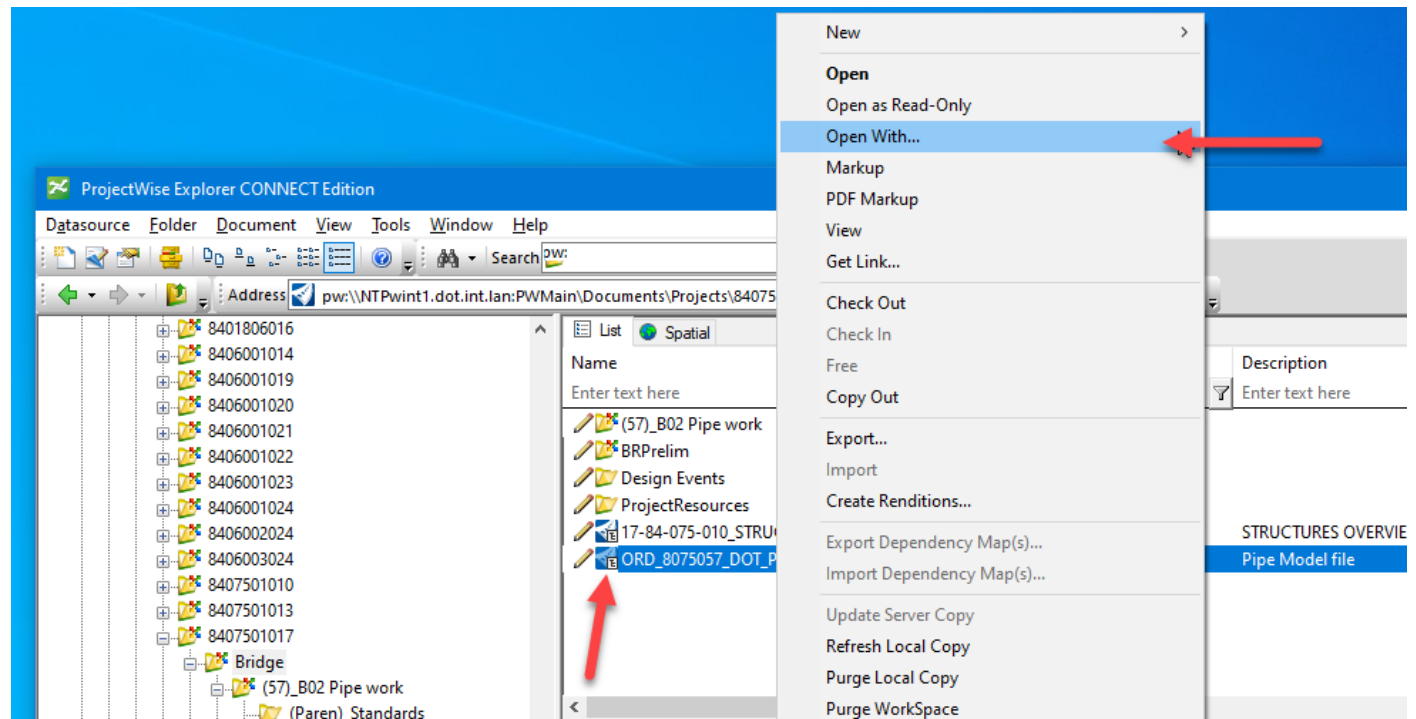 New
Open
Open as Read-Only
Open With...
Markup
PDF Markup
View
Get Link...
Check Out
Check In
Free
Copy Out
Export...
Import
Create Renditions...
Export Dependency Map(s)...
Import Dependency Map(s)...
Update Server Copy
Refresh Local Copy
Purge Local Copy
Purge WorkSpace
ProjectWise Explorer CONNECT Edition
Datasource Folder Document View Tools Window Help
Search pw:
Address pw:\\NTPwint1.dot.int.lan:PWMain\Documents\Projects\84075
8401806016
8406001014
8406001019
8406001020
8406001021
8406001022
8406001023
8406001024
8406002024
8406003024
8407501010
8407501013
8407501017
Bridge
(57)_B02 Pipe work
(Paren) Standards
List Spatial
Name Description
Enter text here Enter text here
(57)_B02 Pipe work
BRPrelim
Design Events
ProjectResources
17-84-075-010_STRU STRUCTURES OVERVIE
ORD_8075057_DOT_P Pipe Model file